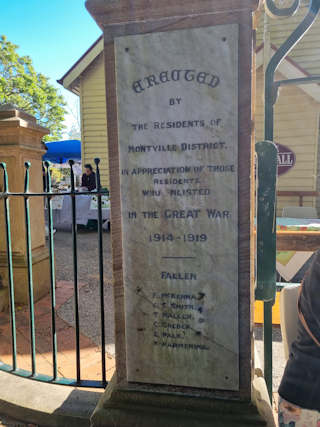 ERECTED
BY
THE RESIDENTS OF
MONTVILLE DISTRICT.
IN APPRECIATION OF THOSE
RESIDENTS
WHO ENLISTED
IN THE GREAT WAR
1914-1919
FALLEN
F. MCKENNA.
SMITH.